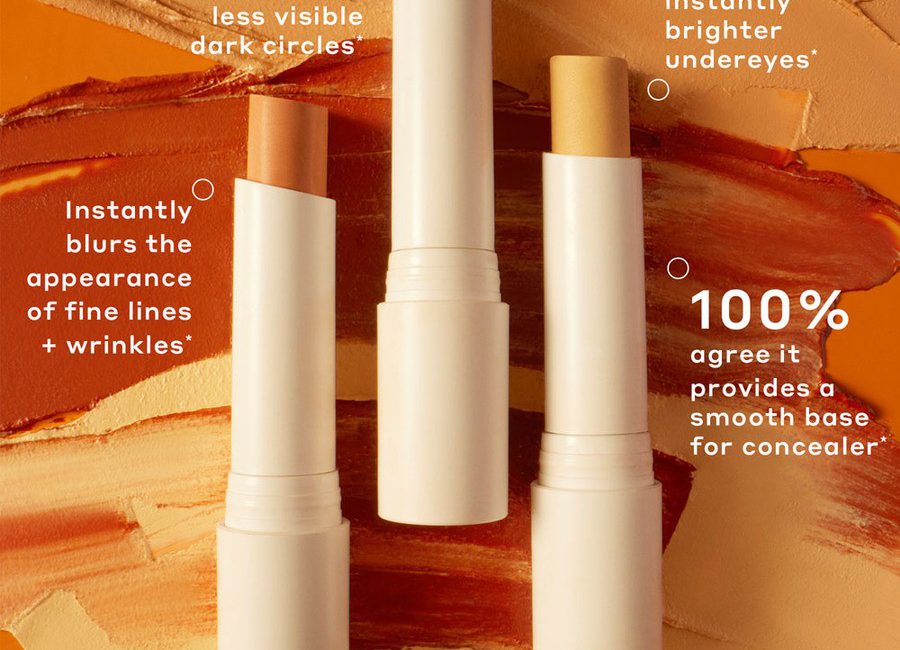 less visible
dark circles*
instantly
brighter
undereyes*
Instantly
blurs the
appearance
of fine lines
+ wrinkles*
100%
agree it
provides a
smooth base
for concealer*